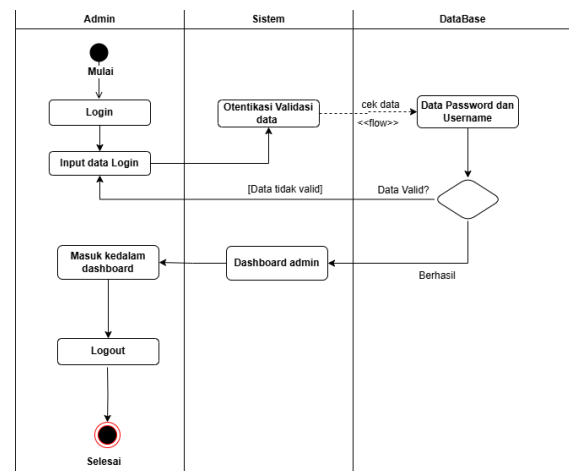 Admin
Sistem
DataBase
Mulai
Login
Otentikasi Validasi
data
cek data
<<flow>>
Data Password dan
Username
Input data Login
[Data tidak valid]
Data Valid?
Masuk kedalam
dashboard
Dashboard admin
Berhasil
Logout
Selesai